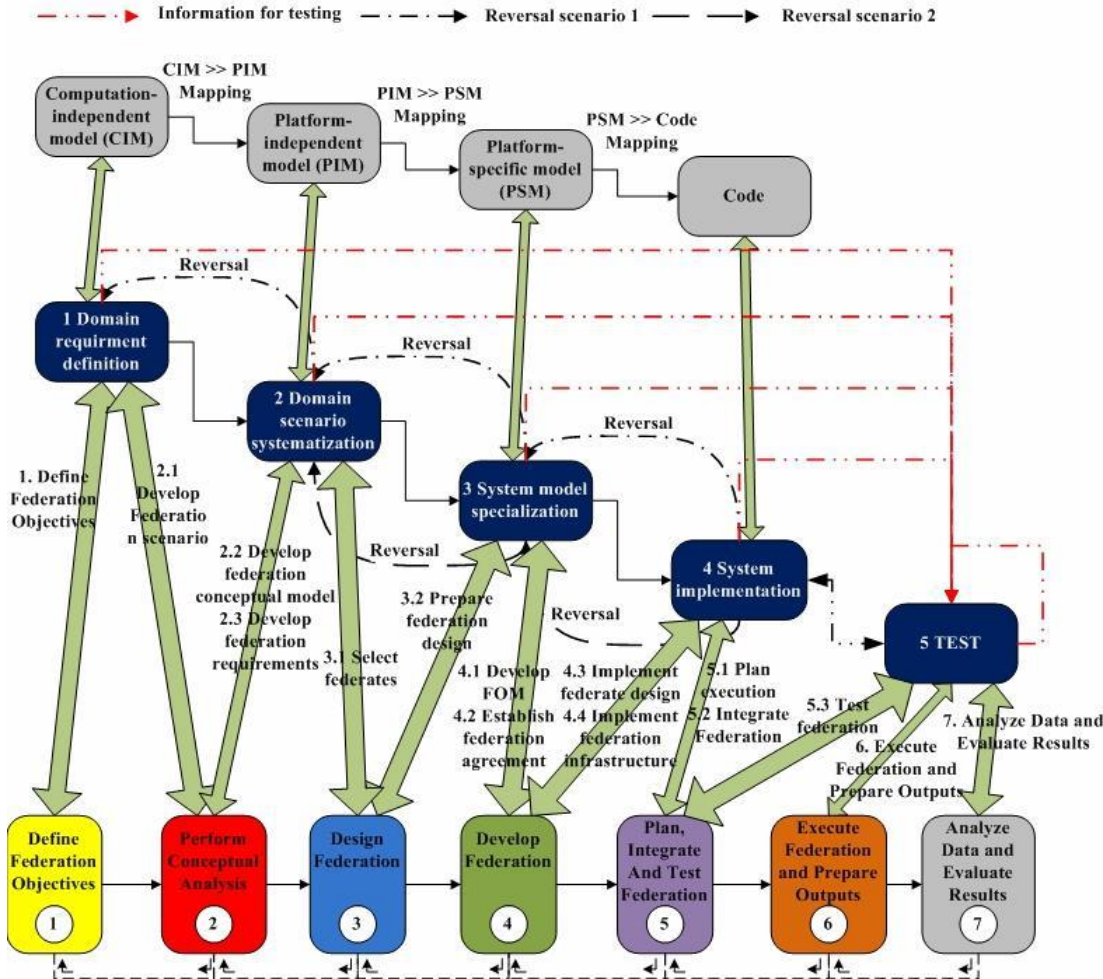 Information for testing
Reversal scenario 1
Reversal scenario 2
CIM >> PIM
Mapping
Computation-
independent
model (CIM)
PIM >> PSM
Mapping
Platform-
independent
model (PIM)
PSM >> Code
Mapping
Platform-
specific model
(PSM)
Code
Reversal
1 Domain
requirment
definition
Reversal
2 Domain
scenario
systematization
Reversal
3 System model
specialization
1. Define
Federation
Objectives
2.1
Develop
Federatio
n scenario
Reversal
2.2 Develop
federation
conceptual model
2.3 Develop
federation
requirements
3.1 Select
federates
3.2 Prepare
federation
design
4 System
implementation
Reversal
5 TEST
4.1 Develop
FOM
4.2 Establish
federation
agreement
4.3 Implement
federate design
4.4 Implement
federation
infrastructure
5.1 Plan
execution
5.2 Integrate
Federation
5.3 Test
federation
6. Execute
Federation and
Prepare Outputs
7. Analyze Data and
Evaluate Results
Define
Federation
Objectives
1
Perform
Conceptual
Analysis
2
Design
Federation
3
Develop
Federation
4
Plan,
Integrate
And Test
Federation
5
Execute
Federation
and Prepare
Outputs
6
Analyze
Data and
Evaluate
Results
7